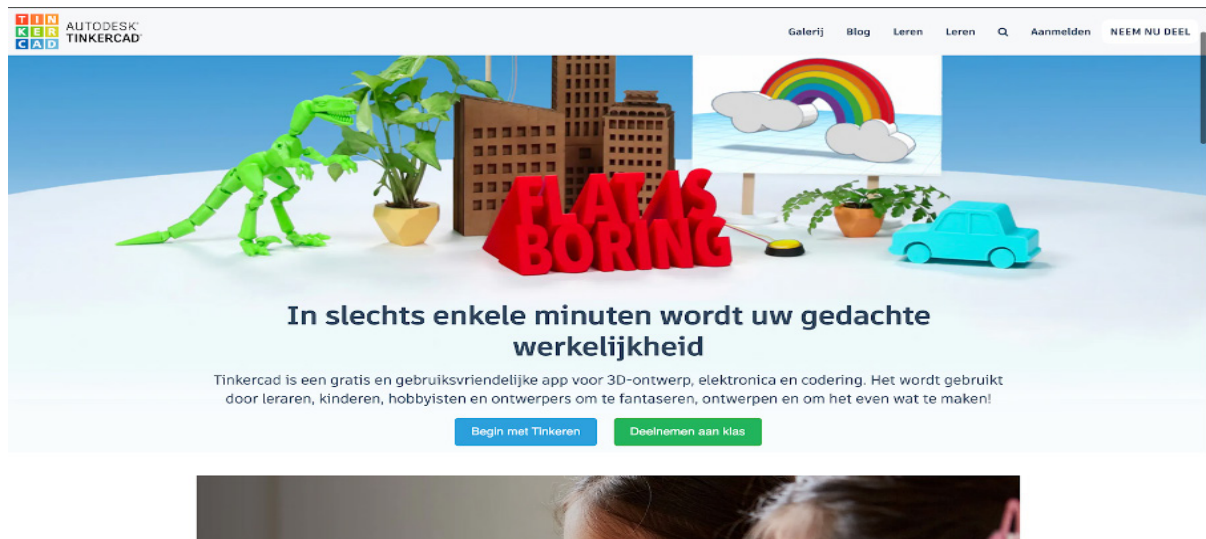 TIN
KER
CAD
AUTODESK®
TINKERCAD®
Galerij Blog Leren Leren Aanmelden NEEM NU DEEL
FLAT IS
BORING
In slechts enkele minuten wordt uw gedachte
werkelijkheid
Tinkercad is een gratis en gebruiksvriendelijke app voor 3D-ontwerp, elektronica en codering. Het wordt gebruikt
door leraren, kinderen, hobbyisten en ontwerpers om te fantaseren, ontwerpen en om het even wat te maken!
Begin met Tinkeren Deelnemen aan klas